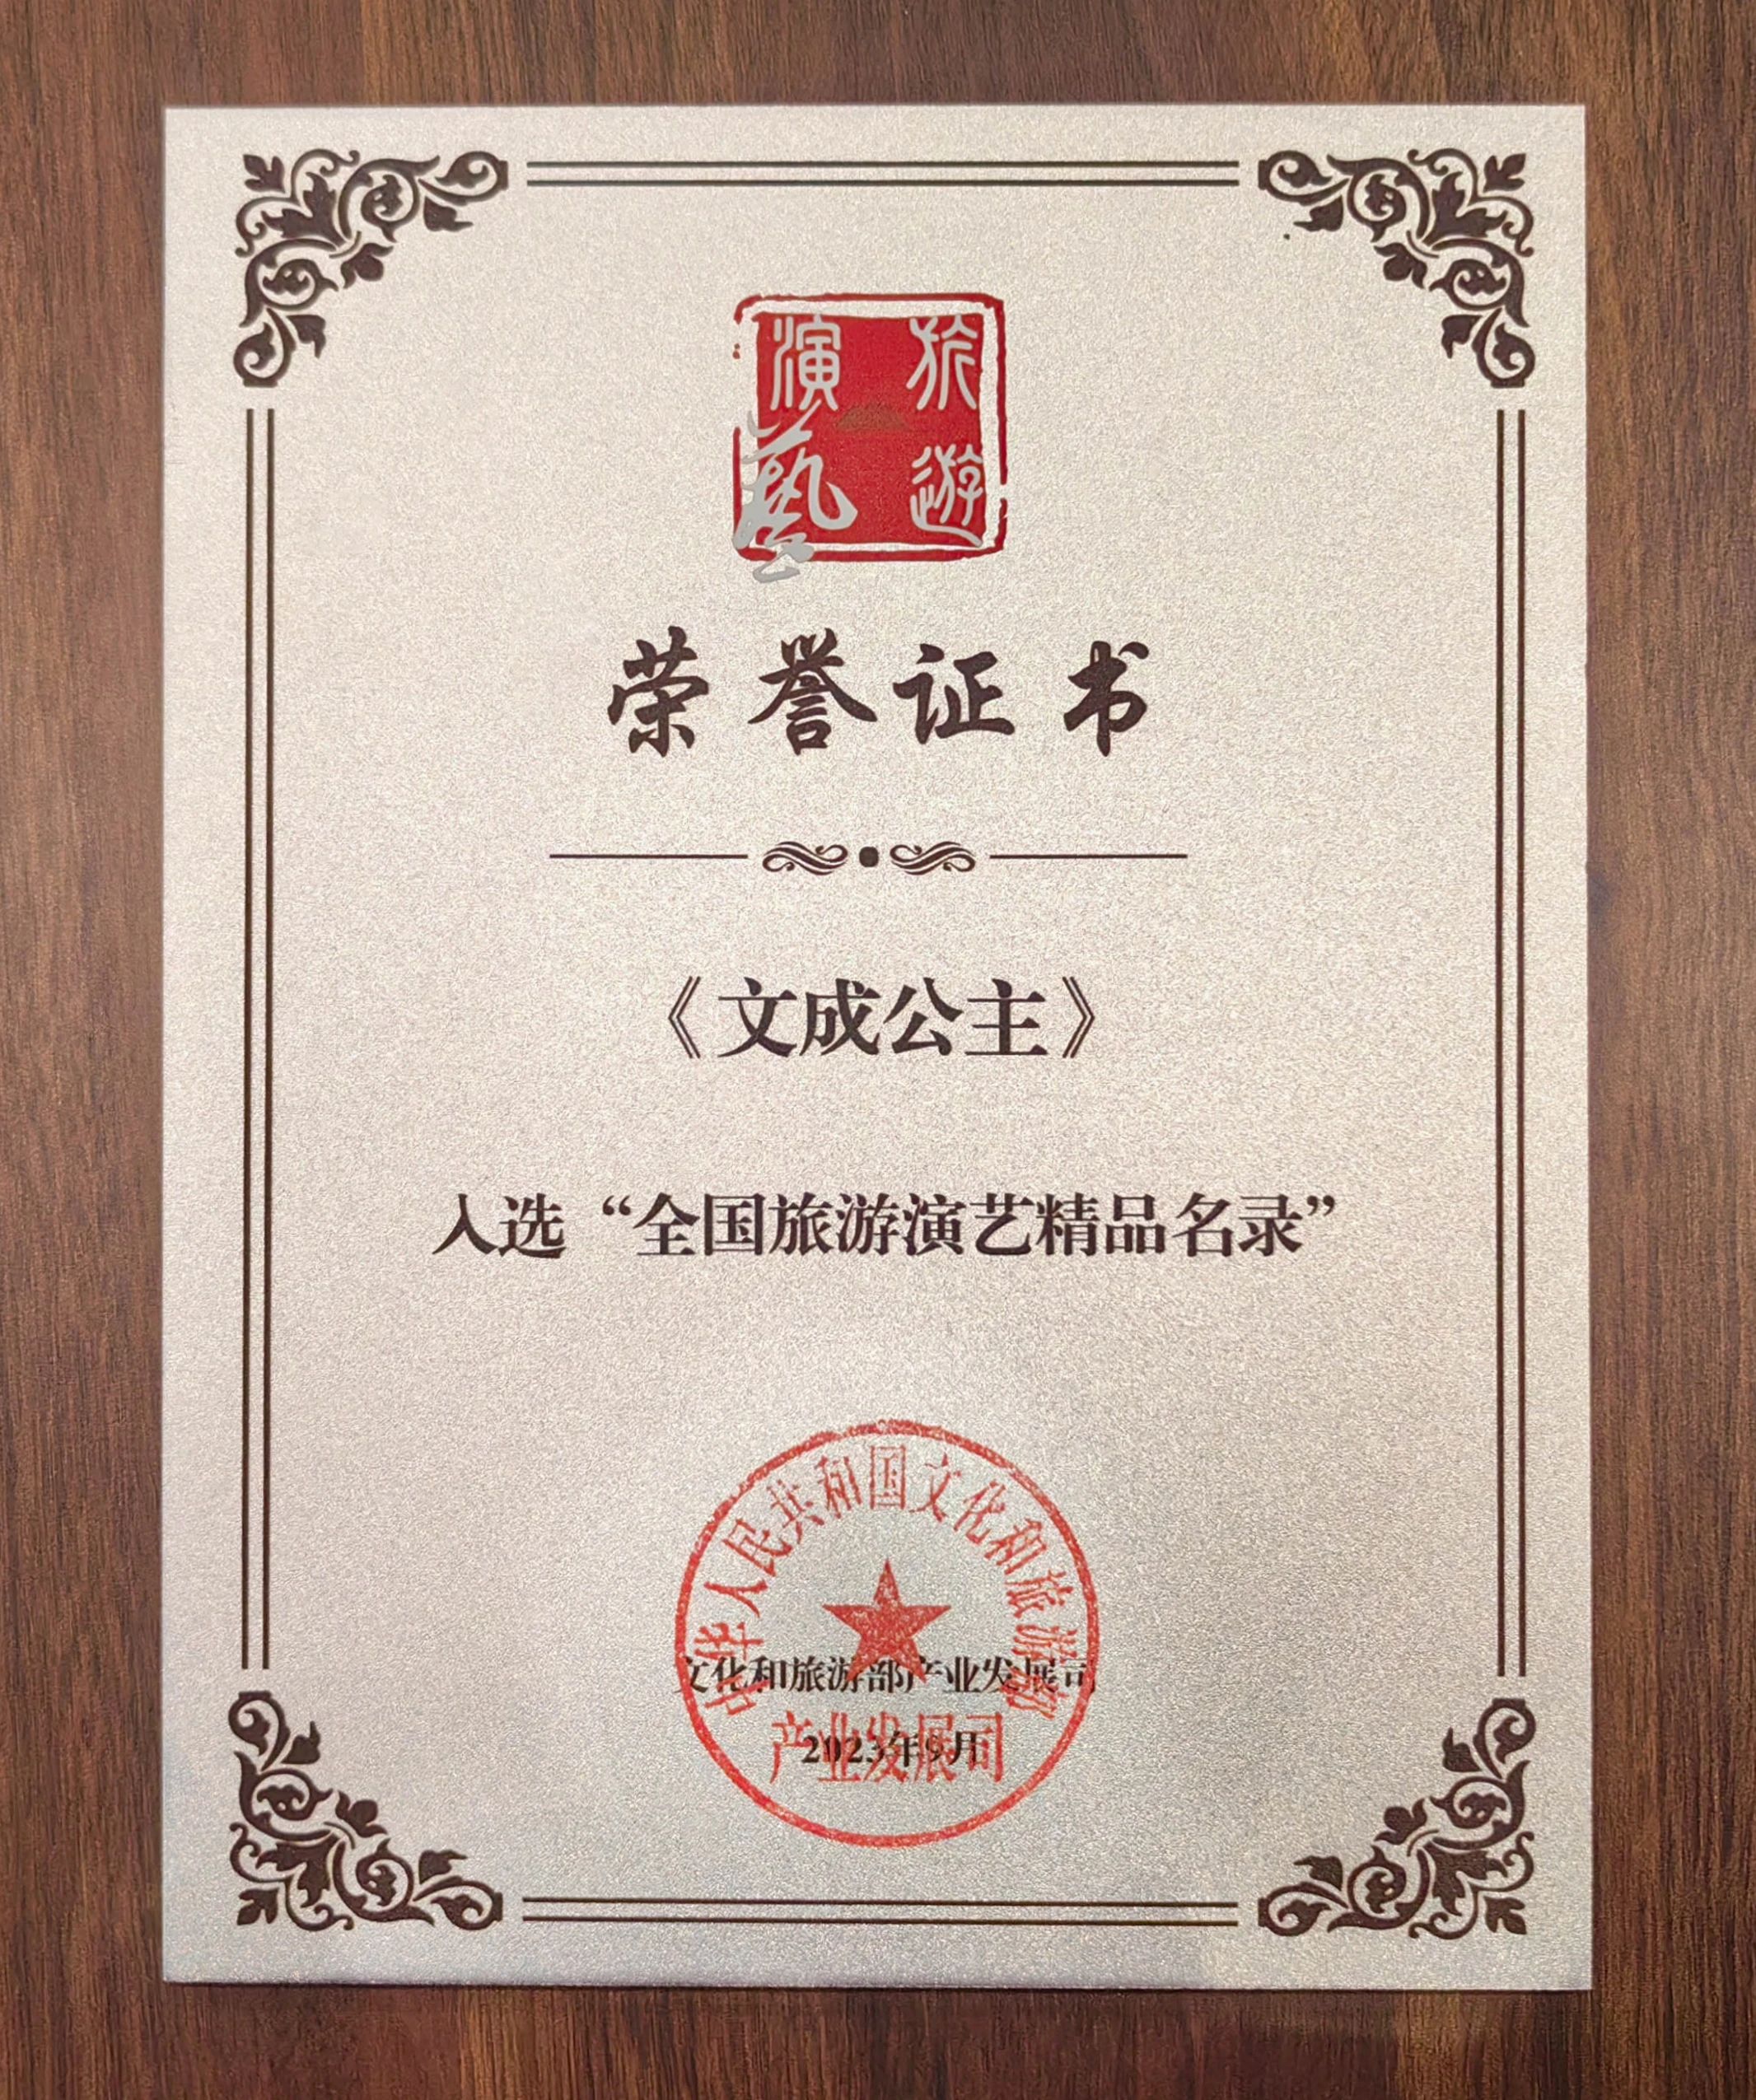 旅遊
演藝
荣誉证书
《文成公主》
入选“全国旅游演艺精品名录”
中华人民共和国文化和旅游部
文化和旅游部产业发展司
产业发展司
2023年9月